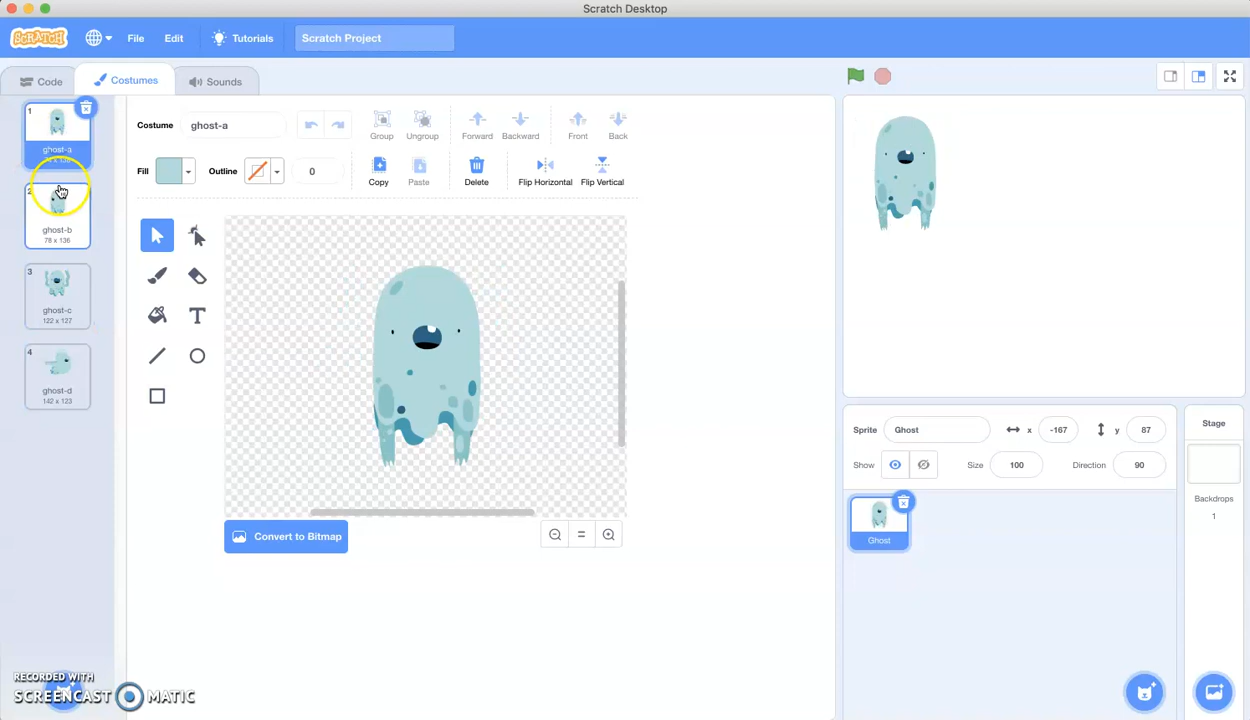 Scratch Desktop
SCRATCH
File
Edit
Tutorials
Scratch Project
Code
Costumes
Sounds
1
ghost-a
2
ghost-b
78 x 136
3
ghost-c
122 x 127
4
ghost-d
142 x 123
Costume
ghost-a
Group
Ungroup
Forward
Backward
Front
Back
Fill
Outline
0
Copy
Paste
Delete
Flip Horizontal
Flip Vertical
T
Convert to Bitmap
Sprite
Ghost
x
-167
y
87
Show
Size
100
Direction
90
Ghost
Stage
Backdrops
1
RECORDED WITH
SCREENCAST MATIC